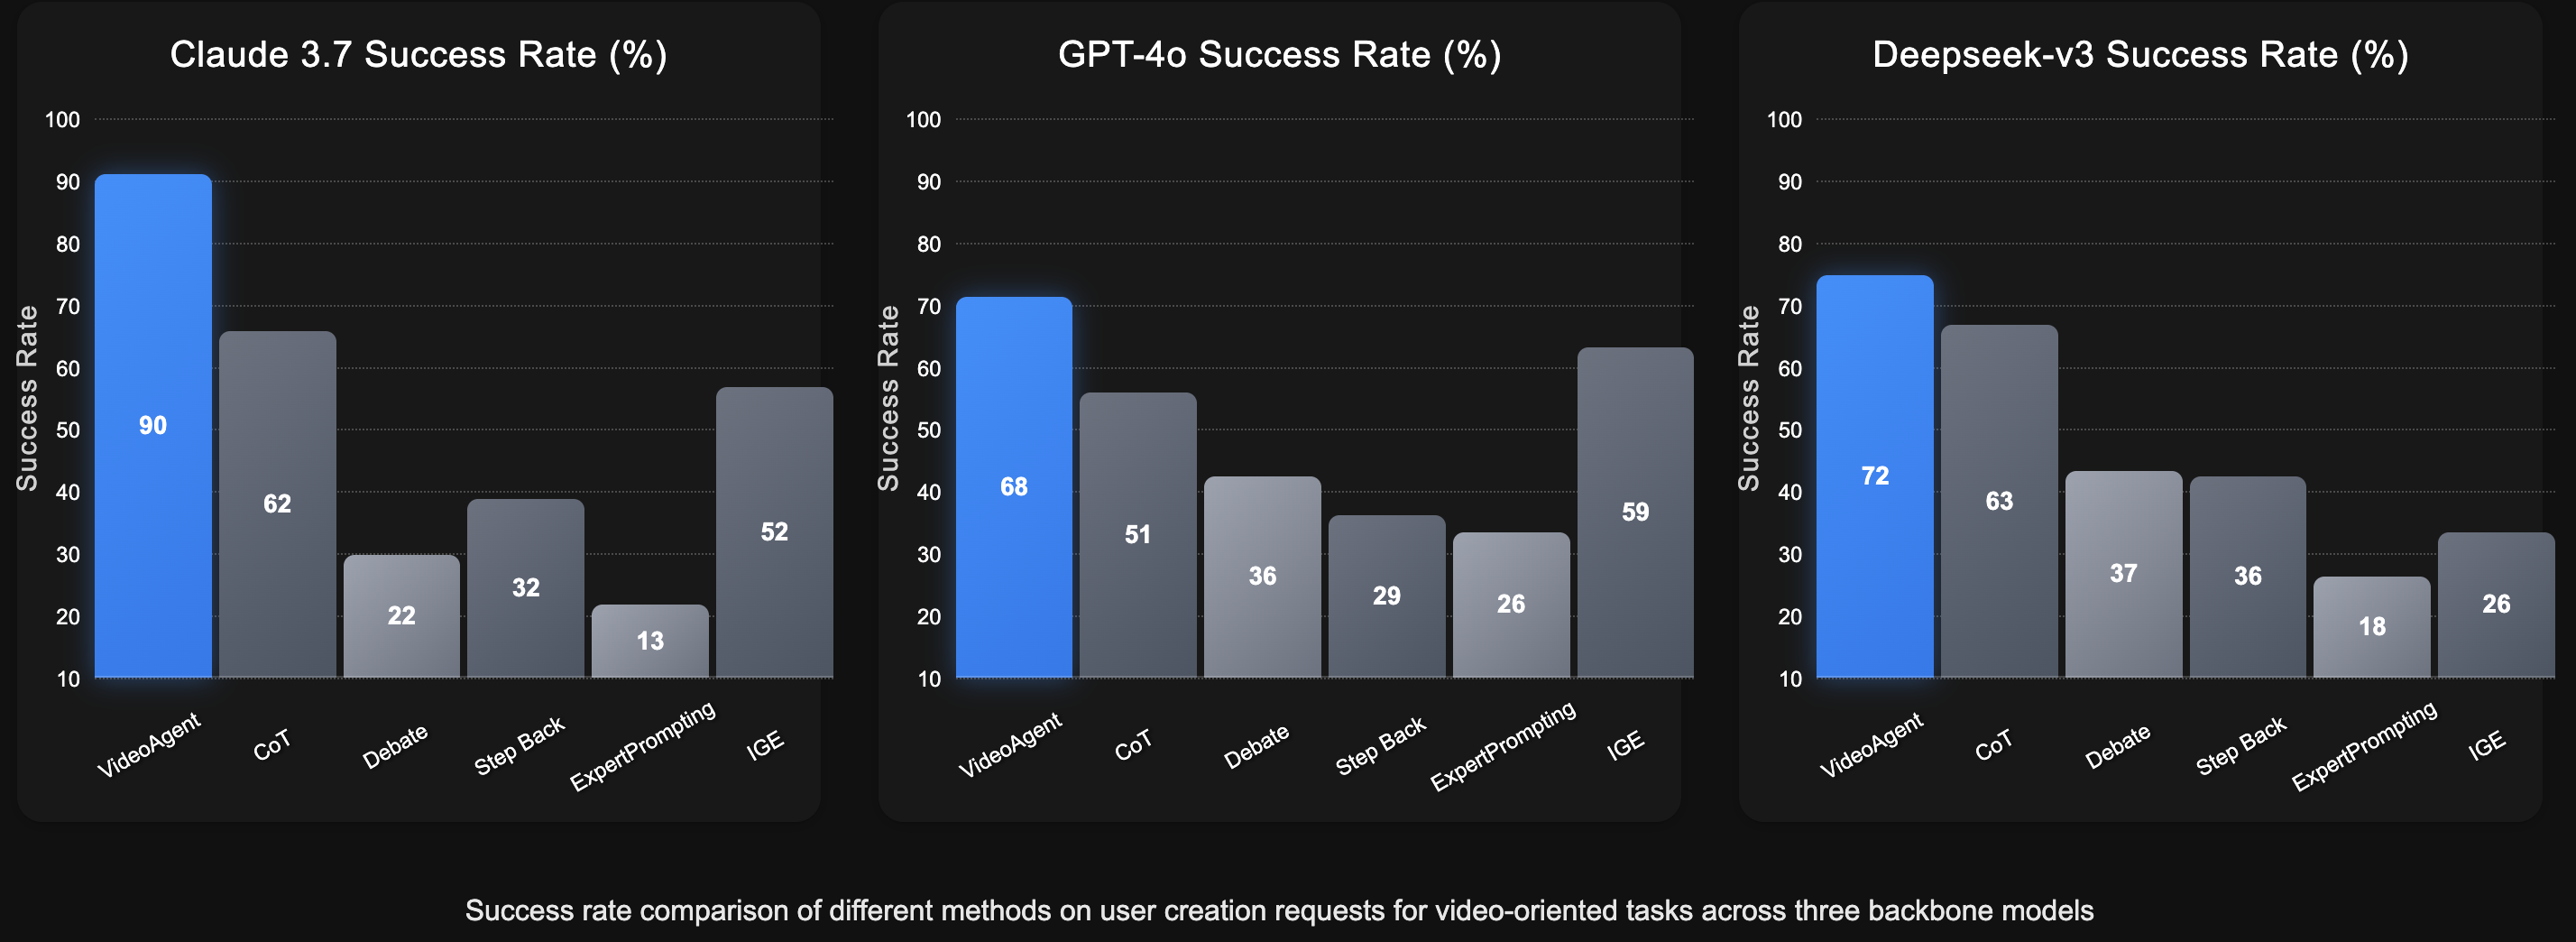 Claude 3.7 Success Rate (%)
Success Rate
100
90
80
70
60
50
40
30
20
10
90
62
22
32
13
52
VideoAgent
CoT
Debate
Step Back
ExpertPrompting
IGE
GPT-4o Success Rate (%)
Success Rate
100
90
80
70
60
50
40
30
20
10
68
51
36
29
26
59
VideoAgent
CoT
Debate
Step Back
ExpertPrompting
IGE
Deepseek-v3 Success Rate (%)
Success Rate
100
90
80
70
60
50
40
30
20
10
72
63
37
36
18
26
VideoAgent
CoT
Debate
Step Back
ExpertPrompting
IGE
Success rate comparison of different methods on user creation requests for video-oriented tasks across three backbone models